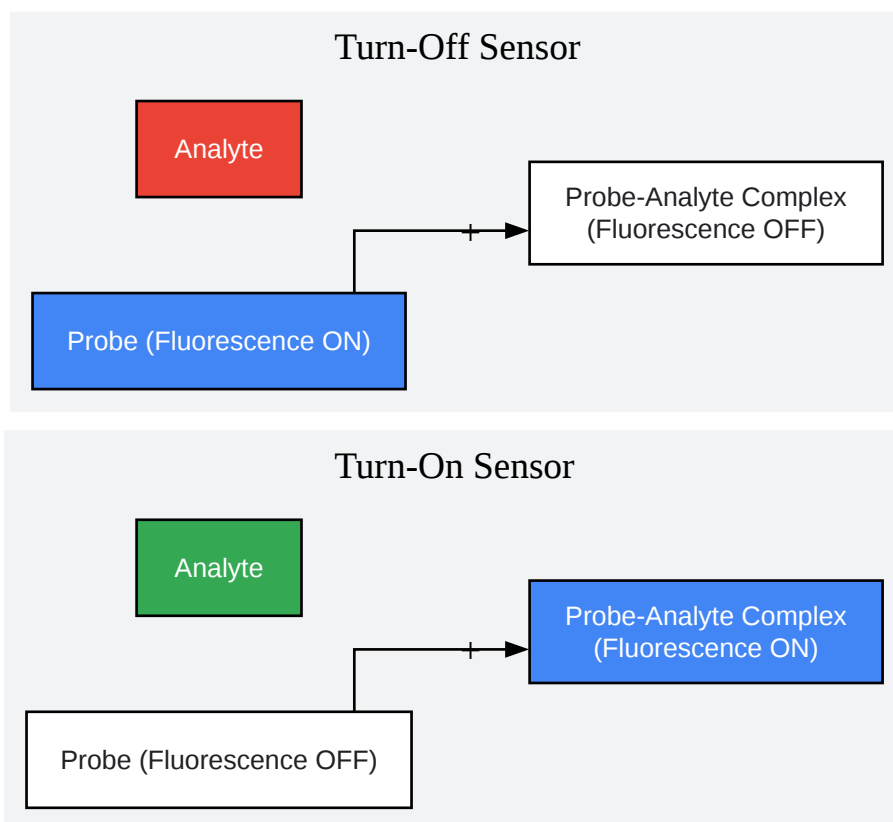 Turn-Off Sensor
Analyte
Probe-Analyte Complex
(Fluorescence OFF)
+
Probe (Fluorescence ON)
Turn-On Sensor
Analyte
Probe-Analyte Complex
(Fluorescence ON)
+
Probe (Fluorescence OFF)